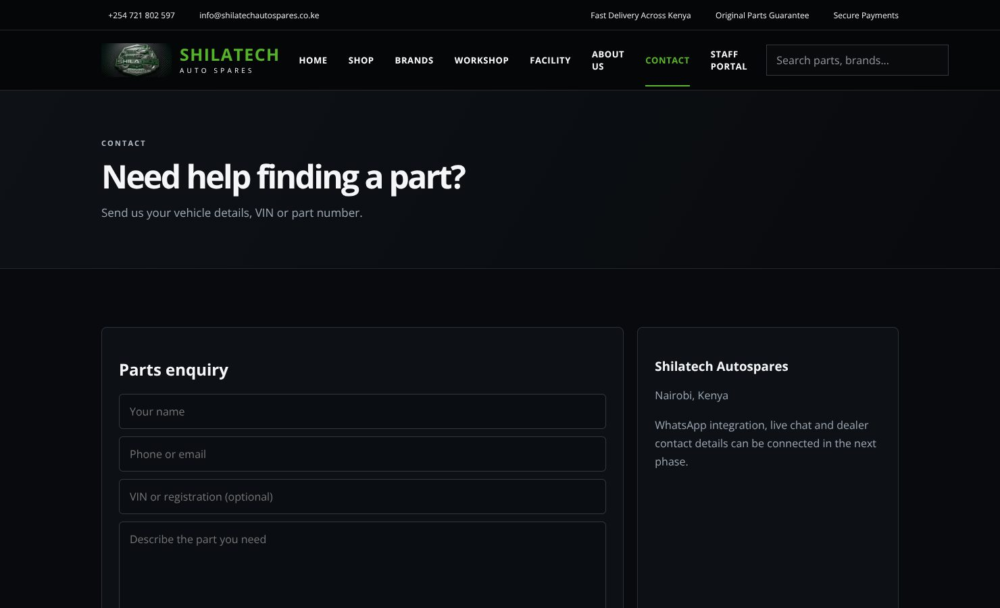 +254 721 802 597
info@shilatechautospares.co.ke
Fast Delivery Across Kenya
Original Parts Guarantee
Secure Payments
SHILATECH
AUTO SPARES
HOME
SHOP
BRANDS
WORKSHOP
FACILITY
ABOUT
US
CONTACT
STAFF
PORTAL
Search parts, brands...
CONTACT
Need help finding a part?
Send us your vehicle details, VIN or part number.
Parts enquiry
Your name
Phone or email
VIN or registration (optional)
Describe the part you need
Shilatech Autospares
Nairobi, Kenya
WhatsApp integration, live chat and dealer
contact details can be connected in the next
phase.